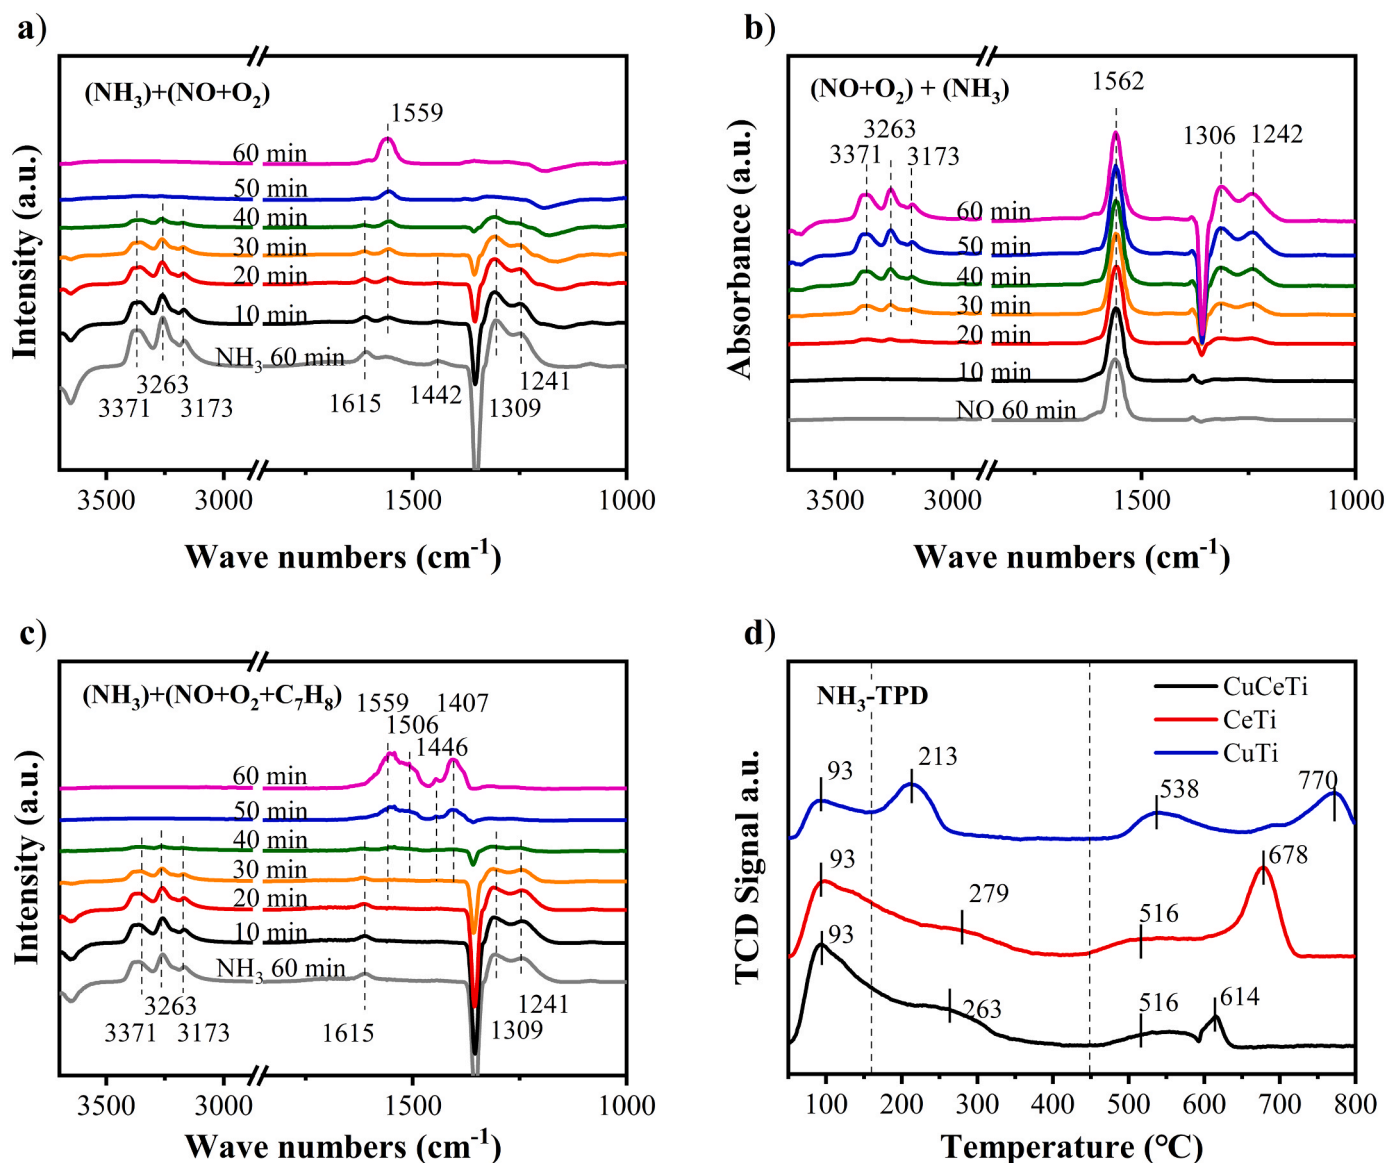 a)
(NH₃)+(NO+O₂)
1559
60 min
50 min
40 min
30 min
20 min
10 min
NH₃ 60 min
3263
3371
3173
1615
1442
1241
1309
Intensity (a.u.)
3500 3000 1500 1000
Wave numbers (cm⁻¹)
b)
(NO+O₂) + (NH₃)
1562
3263
3371
3173
1306
1242
60 min
50 min
40 min
30 min
20 min
10 min
NO 60 min
Absorbance (a.u.)
3500 3000 1500 1000
Wave numbers (cm⁻¹)
c)
(NH₃)+(NO+O₂+C₇H₈)
1559
1407
1506
1446
60 min
50 min
40 min
30 min
20 min
10 min
NH₃ 60 min
3263
3371
3173
1615
1241
1309
Intensity (a.u.)
3500 3000 1500 1000
Wave numbers (cm⁻¹)
d)
NH₃-TPD
CuCeTi
CeTi
CuTi
93
213
538
770
93
279
516
678
93
263
516
614
TCD Signal a.u.
100 200 300 400 500 600 700 800
Temperature (℃)